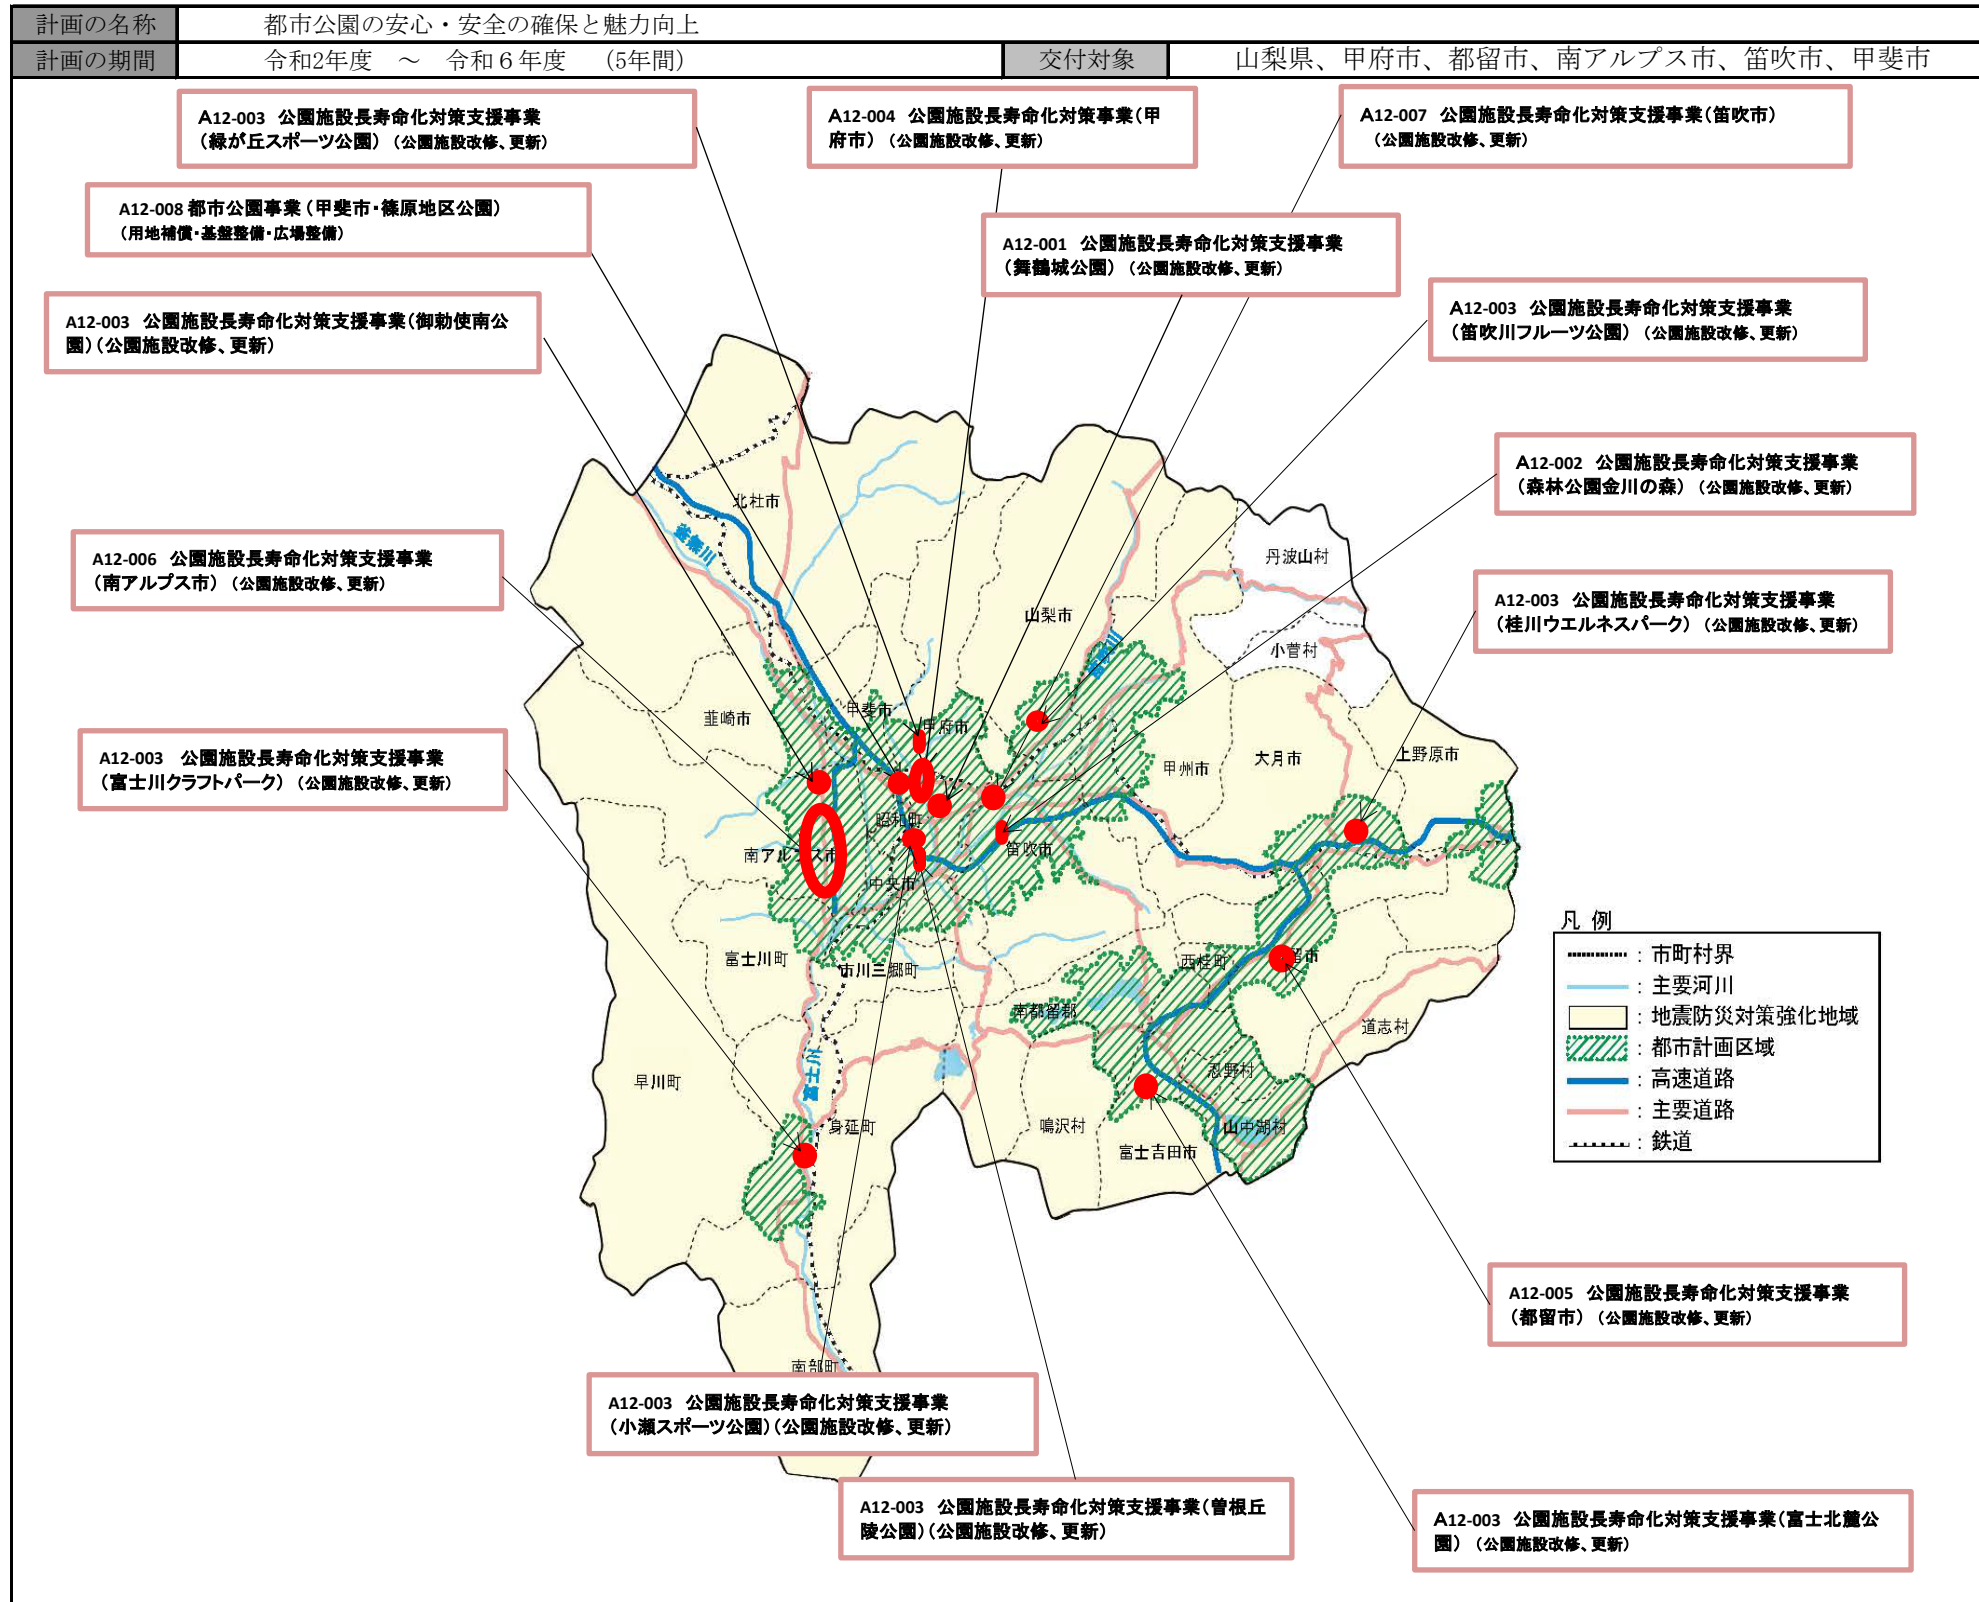 計画の名称 都市公園の安心・安全の確保と魅力向上
計画の期間 令和2年度 ～ 令和６年度 （5年間） 交付対象 山梨県、甲府市、都留市、南アルプス市、笛吹市、甲斐市
A12-003 公園施設長寿命化対策支援事業
（緑が丘スポーツ公園）（公園施設改修、更新）
A12-004 公園施設長寿命化対策事業（甲
府市）（公園施設改修、更新）
A12-007 公園施設長寿命化対策支援事業（笛吹市）
（公園施設改修、更新）
A12-008 都市公園事業（甲斐市・篠原地区公園）
（用地補償・基盤整備・広場整備）
A12-001 公園施設長寿命化対策支援事業
（舞鶴城公園）（公園施設改修、更新）
A12-003 公園施設長寿命化対策支援事業（御勅使南公
園）（公園施設改修、更新）
A12-003 公園施設長寿命化対策支援事業
（笛吹川フルーツ公園）（公園施設改修、更新）
A12-002 公園施設長寿命化対策支援事業
（森林公園金川の森）（公園施設改修、更新）
A12-006 公園施設長寿命化対策支援事業
（南アルプス市）（公園施設改修、更新）
A12-003 公園施設長寿命化対策支援事業
（桂川ウエルネスパーク）（公園施設改修、更新）
A12-003 公園施設長寿命化対策支援事業
（富士川クラフトパーク）（公園施設改修、更新）
北杜市
釜無川
丹波山村
山梨市
小菅村
韮崎市
甲斐市
甲府市
甲州市
大月市
上野原市
昭和町
南アルプス市
笛吹市
中央市
富士川町
市川三郷町
西桂町
南都留郡
道志村
忍野村
早川町
富士川
身延町
鳴沢村
山中湖村
富士吉田市
南部町
凡 例
：市町村界
：主要河川
：地震防災対策強化地域
：都市計画区域
：高速道路
：主要道路
：鉄道
A12-005 公園施設長寿命化対策支援事業
（都留市）（公園施設改修、更新）
A12-003 公園施設長寿命化対策支援事業
（小瀬スポーツ公園）（公園施設改修、更新）
A12-003 公園施設長寿命化対策支援事業（曽根丘
陵公園）（公園施設改修、更新）
A12-003 公園施設長寿命化対策支援事業（富士北麓公
園）（公園施設改修、更新）